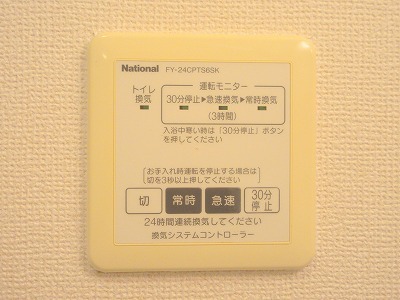 National FY-24CPTS6SK
運転モニター
トイレ
換気
30分停止▶急速換気▶常時換気
(3時間)
入浴中寒い時は「30分停止」ボタン
を押してください
お手入れ時運転を停止する場合は
切を3秒以上押してください
切 常時 急速 30分
停止
24時間連続換気してください
換気システムコントローラー